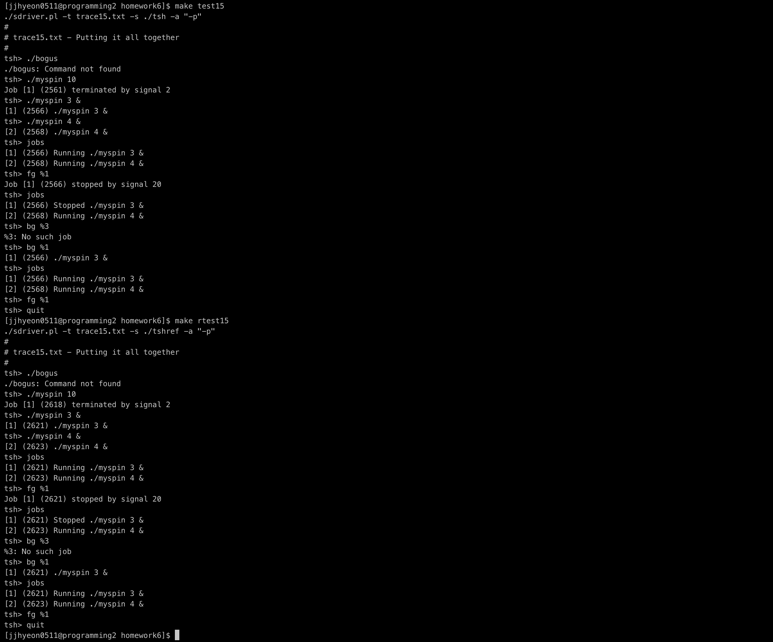 [jjhyeon0511@programming2 homework6]$ make test15
./sdriver.pl -t trace15.txt -s ./tsh -a "-p"
#
# trace15.txt - Putting it all together
#
tsh> ./bogus
./bogus: Command not found
tsh> ./myspin 10
Job [1] (2561) terminated by signal 2
tsh> ./myspin 3 &
[1] (2566) ./myspin 3 &
tsh> ./myspin 4 &
[2] (2568) ./myspin 4 &
tsh> jobs
[1] (2566) Running ./myspin 3 &
[2] (2568) Running ./myspin 4 &
tsh> fg %1
Job [1] (2566) stopped by signal 20
tsh> jobs
[1] (2566) Stopped ./myspin 3 &
[2] (2568) Running ./myspin 4 &
tsh> bg %3
%3: No such job
tsh> bg %1
[1] (2566) ./myspin 3 &
tsh> jobs
[1] (2566) Running ./myspin 3 &
[2] (2568) Running ./myspin 4 &
tsh> fg %1
tsh> quit
[jjhyeon0511@programming2 homework6]$ make rtest15
./sdriver.pl -t trace15.txt -s ./tshref -a "-p"
#
# trace15.txt - Putting it all together
#
tsh> ./bogus
./bogus: Command not found
tsh> ./myspin 10
Job [1] (2618) terminated by signal 2
tsh> ./myspin 3 &
[1] (2621) ./myspin 3 &
tsh> ./myspin 4 &
[2] (2623) ./myspin 4 &
tsh> jobs
[1] (2621) Running ./myspin 3 &
[2] (2623) Running ./myspin 4 &
tsh> fg %1
Job [1] (2621) stopped by signal 20
tsh> jobs
[1] (2621) Stopped ./myspin 3 &
[2] (2623) Running ./myspin 4 &
tsh> bg %3
%3: No such job
tsh> bg %1
[1] (2621) ./myspin 3 &
tsh> jobs
[1] (2621) Running ./myspin 3 &
[2] (2623) Running ./myspin 4 &
tsh> fg %1
tsh> quit
[jjhyeon0511@programming2 homework6]$